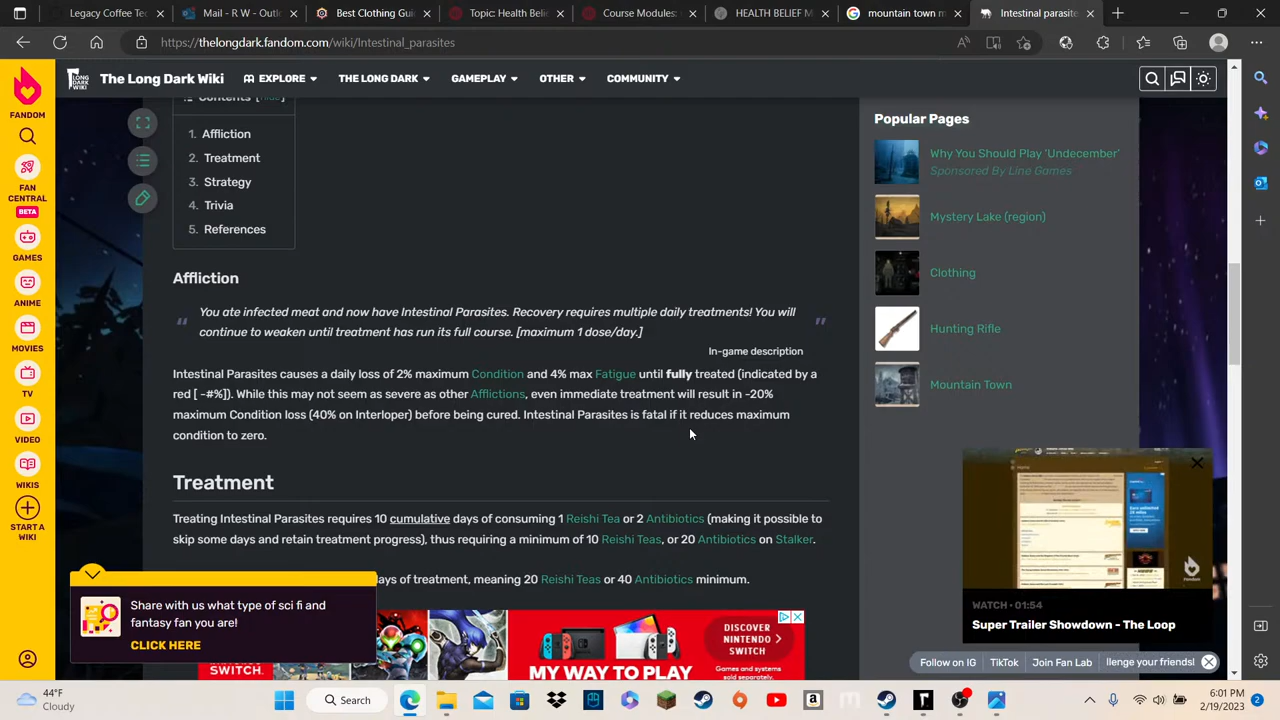 Mail - R W - Outlo
Best Clothing Gui
Topic: Health Beli
Course Modules:
HEALTH BELIEF M
mountain town m
Intestinal parasite
https://thelongdark.fandom.com/wiki/Intestinal_parasites
The Long Dark Wiki
EXPLORE
THE LONG DARK
GAMEPLAY
OTHER
COMMUNITY
FANDOM
FAN CENTRAL
BETA
GAMES
ANIME
MOVIES
TV
VIDEO
WIKIS
START A WIKI
Contents [hide]
1. Affliction
2. Treatment
3. Strategy
4. Trivia
5. References
Affliction
“ You ate infected meat and now have Intestinal Parasites. Recovery requires multiple daily treatments! You will ”
continue to weaken until treatment has run its full course. [maximum 1 dose/day.]
In-game description
Intestinal Parasites causes a daily loss of 2% maximum Condition and 4% max Fatigue until fully treated (indicated by a
red [ -#%]). While this may not seem as severe as other Afflictions, even immediate treatment will result in -20%
maximum Condition loss (40% on Interloper) before being cured. Intestinal Parasites is fatal if it reduces maximum
condition to zero.
Treatment
Treating Intestinal Parasites consuming 1 Reishi Tea or 2 Antibiotics (making it possible to
skip some days and retain treatment progress). This requires a minimum of 10 Reishi Teas, or 20 Antibiotics on Stalker.
of treatment, meaning 20 Reishi Teas or 40 Antibiotics minimum.
Popular Pages
Why You Should Play 'Undecember'
Sponsored By Line Games
Mystery Lake (region)
Clothing
Hunting Rifle
Mountain Town
Fandom
WATCH • 01:54
Super Trailer Showdown - The Loop
Follow on IG
TikTok
Join Fan Lab
llenge your friends!
Share with us what type of sci fi and
fantasy fan you are!
CLICK HERE
SWITCH
MY WAY TO PLAY
DISCOVER
NINTENDO
SWITCH
Games and systems
sold separately.
44°F
Cloudy
Search
6:01 PM
2/19/2023
2